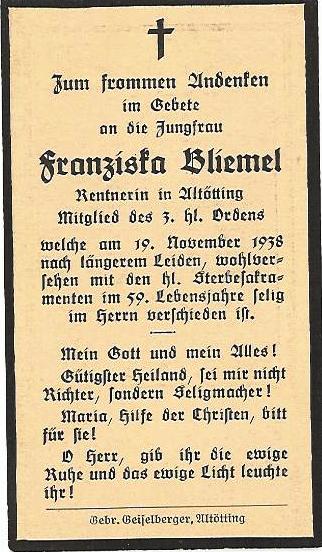 Zum frommen Andenken
im Gebete
an die Jungfrau
Franziska Bliemel
Rentnerin in Altötting
Mitglied des 3. hl. Ordens
welche am 19. November 1938
nach längerem Leiden, wohlver-
sehen mit den hl. Sterbesakra-
menten im 59. Lebensjahre selig
im Herrn verschieden ist.
Mein Gott und mein Alles!
Gütigster Heiland, sei mir nicht
Richter, sondern Seligmacher!
Maria, Hilfe der Christen, bitt
für sie!
O Herr, gib ihr die ewige
Ruhe und das ewige Licht leuchte
ihr!
Gebr. Geiselberger, Altötting